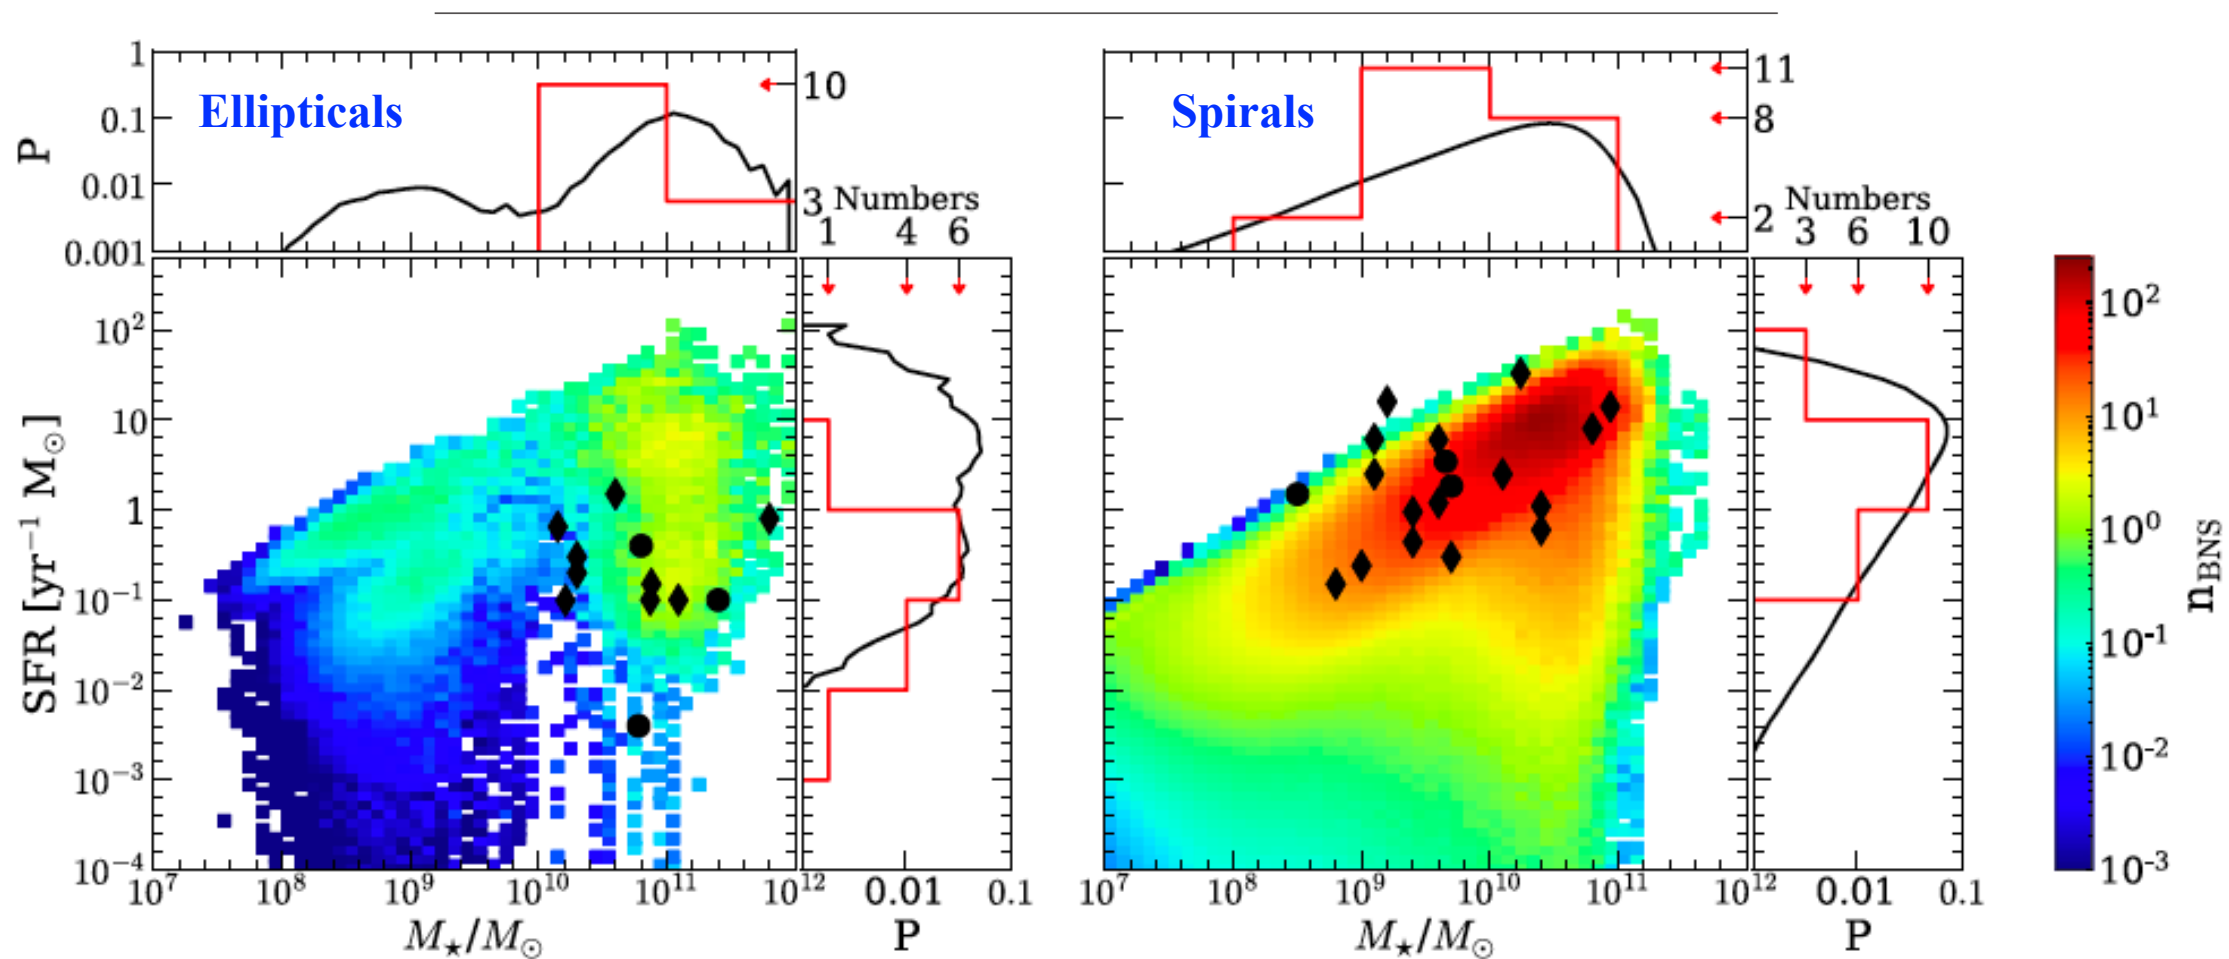 Ellipticals
Spirals
P
1
0.1
0.01
0.001
10
3 Numbers
1 4 6
11
8
2
Numbers
3 6 10
SFR [yr⁻¹ M⊙]
10²
10
1
10⁻¹
10⁻²
10⁻³
10⁻⁴
10⁷ 10⁸ 10⁹ 10¹⁰ 10¹¹ 10¹² 0.01 0.1
M⋆/M⊙ P
10⁷ 10⁸ 10⁹ 10¹⁰ 10¹¹ 10¹² 0.01 0.1
M⋆/M⊙ P
10²
10¹
10⁰
10⁻¹
10⁻²
10⁻³
n_BNS